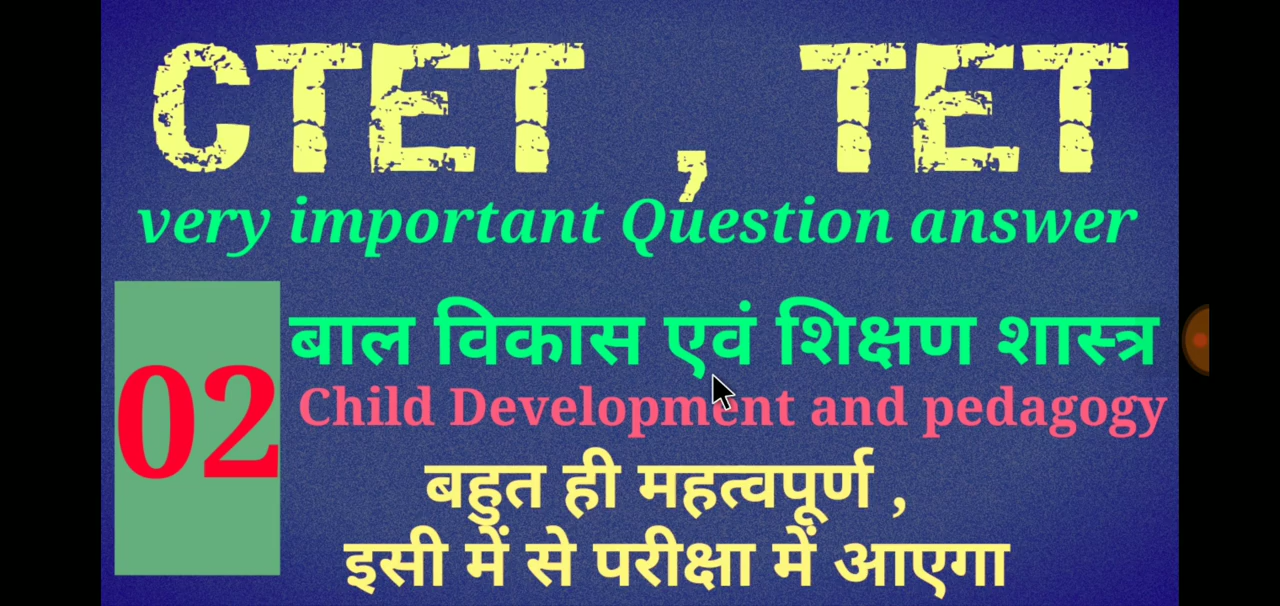 CTET , TET
very important Question answer
02
बाल विकास एवं शिक्षण शास्त्र
Child Development and pedagogy
बहुत ही महत्वपूर्ण ,
इसी में से परीक्षा में आएगा